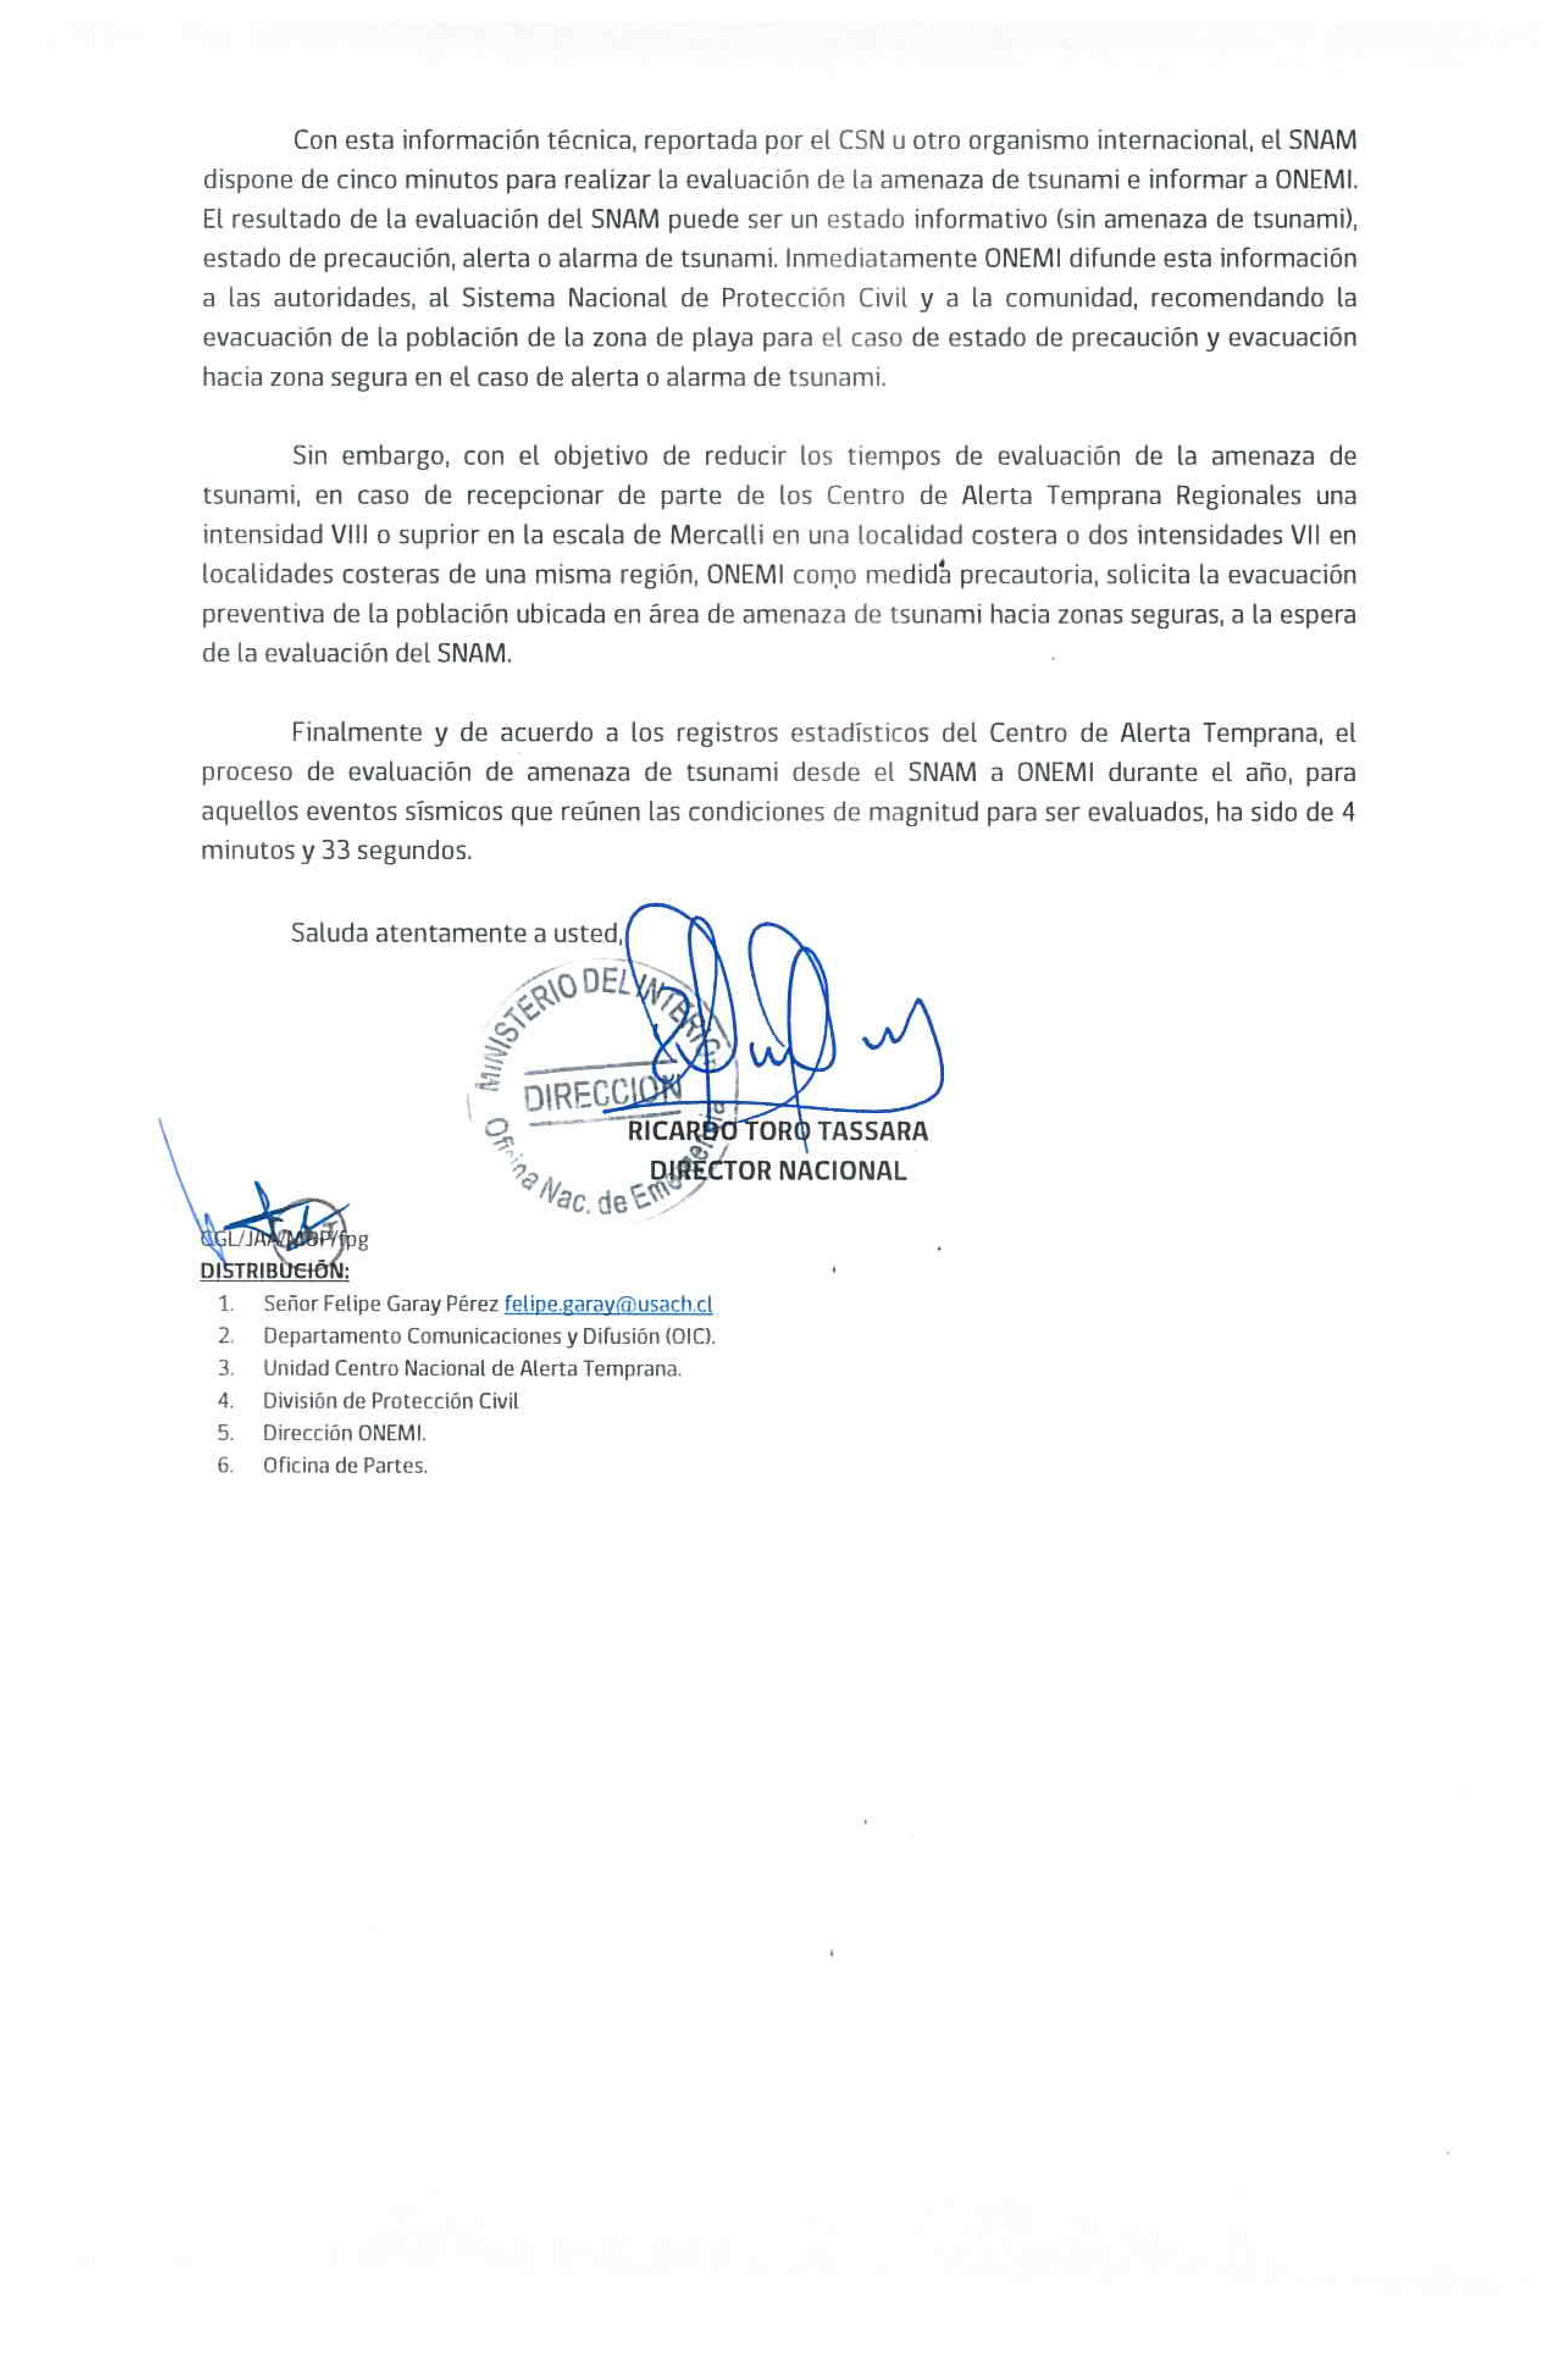 Con esta información técnica, reportada por el CSN u otro organismo internacional, el SNAM
dispone de cinco minutos para realizar la evaluación de la amenaza de tsunami e informar a ONEMI.
El resultado de la evaluación del SNAM puede ser un estado informativo (sin amenaza de tsunami),
estado de precaución, alerta o alarma de tsunami. Inmediatamente ONEMI difunde esta información
a las autoridades, al Sistema Nacional de Protección Civil y a la comunidad, recomendando la
evacuación de la población de la zona de playa para el caso de estado de precaución y evacuación
hacia zona segura en el caso de alerta o alarma de tsunami.
Sin embargo, con el objetivo de reducir los tiempos de evaluación de la amenaza de
tsunami, en caso de recepcionar de parte de los Centro de Alerta Temprana Regionales una
intensidad VIII o suprior en la escala de Mercalli en una localidad costera o dos intensidades VII en
localidades costeras de una misma región, ONEMI como medida precautoria, solicita la evacuación
preventiva de la población ubicada en área de amenaza de tsunami hacia zonas seguras, a la espera
de la evaluación del SNAM.
Finalmente y de acuerdo a los registros estadísticos del Centro de Alerta Temprana, el
proceso de evaluación de amenaza de tsunami desde el SNAM a ONEMI durante el año, para
aquellos eventos sísmicos que reúnen las condiciones de magnitud para ser evaluados, ha sido de 4
minutos y 33 segundos.
Saluda atentamente a usted,
MINISTERIO DEL INTERIOR
DIRECCION
Oficina Nac. de Emergencia
RICARDO TORO TASSARA
DIRECTOR NACIONAL
CGL/JAA/MBP/fpg
DISTRIBUCIÓN:
1. Señor Felipe Garay Pérez felipe.garay@usach.cl
2. Departamento Comunicaciones y Difusión (OIC).
3. Unidad Centro Nacional de Alerta Temprana.
4. División de Protección Civil
5. Dirección ONEMI.
6. Oficina de Partes.